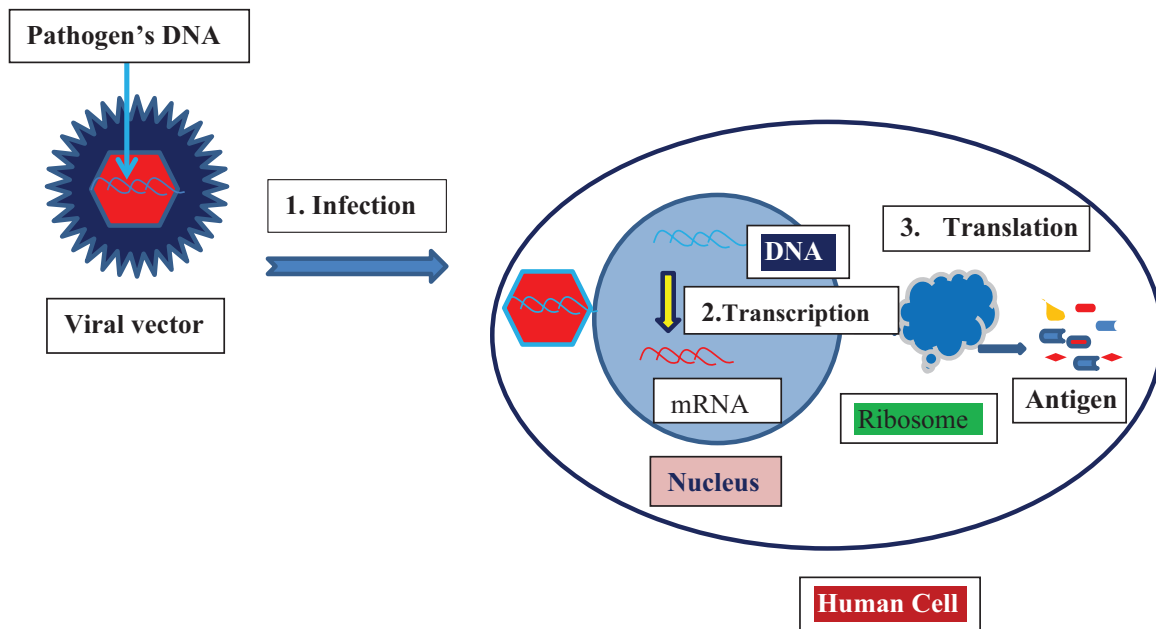 Pathogen’s DNA
1. Infection
Viral vector
DNA
3. Translation
2.Transcription
mRNA
Ribosome
Antigen
Nucleus
Human Cell